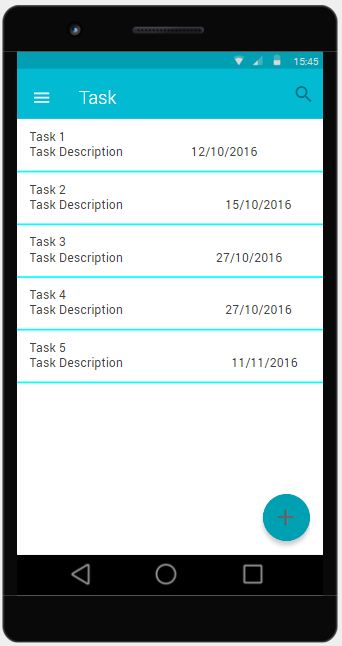 15:45
Task
Task 1
Task Description 12/10/2016
Task 2
Task Description 15/10/2016
Task 3
Task Description 27/10/2016
Task 4
Task Description 27/10/2016
Task 5
Task Description 11/11/2016